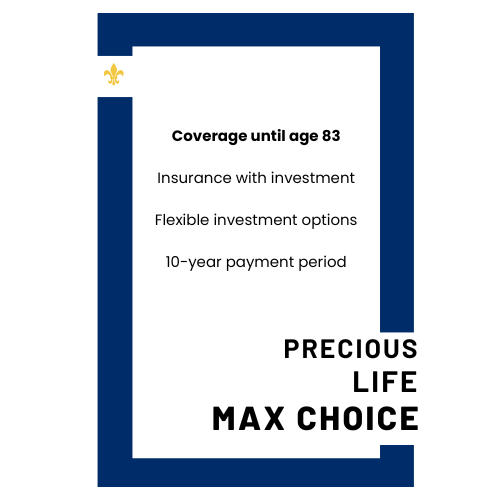 Coverage until age 83
Insurance with investment
Flexible investment options
10-year payment period
PRECIOUS
LIFE
MAX CHOICE